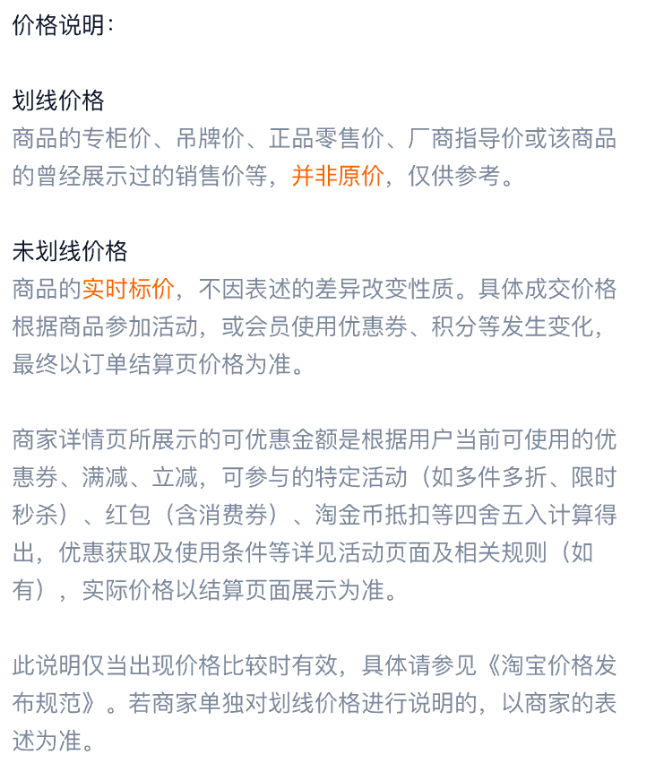 价格说明：
划线价格
商品的专柜价、吊牌价、正品零售价、厂商指导价或该商品
的曾经展示过的销售价等，并非原价，仅供参考。
未划线价格
商品的实时标价，不因表述的差异改变性质。具体成交价格
根据商品参加活动，或会员使用优惠券、积分等发生变化，
最终以订单结算页价格为准。
商家详情页所展示的可优惠金额是根据用户当前可使用的优
惠券、满减、立减，可参与的特定活动（如多件多折、限时
秒杀）、红包（含消费券）、淘金币抵扣等四舍五入计算得
出，优惠获取及使用条件等详见活动页面及相关规则（如
有），实际价格以结算页面展示为准。
此说明仅当出现价格比较时有效，具体请参见《淘宝价格发
布规范》。若商家单独对划线价格进行说明的，以商家的表
述为准。